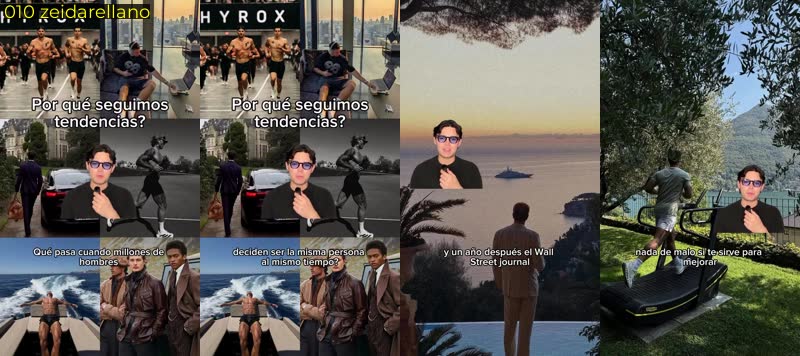 010 zeidarellano
HYROX
HYROX
Por qué seguimos
tendencias?
Por qué seguimos
tendencias?
Qué pasa cuando millones de
hombres
deciden ser la misma persona
al mismo tiempo?
y un año después el Wall
Street journal
nada de malo si te sirve para
mejorar